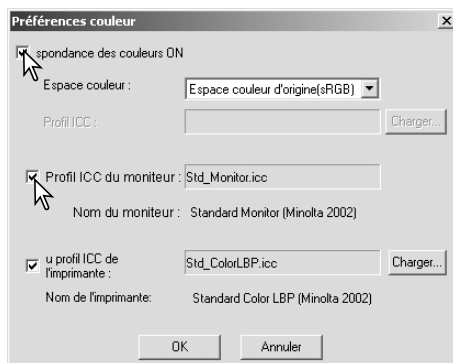 Préférences couleur
spondance des couleurs ON
Espace couleur : Espace couleur d'origine(sRGB)
Profil ICC : Charger...
Profil ICC du moniteur : Std_Monitor.icc
Nom du moniteur : Standard Monitor (Minolta 2002)
u profil ICC de
l'imprimante : Std_ColorLBP.icc Charger...
Nom de l'imprimante: Standard Color LBP (Minolta 2002)
OK Annuler